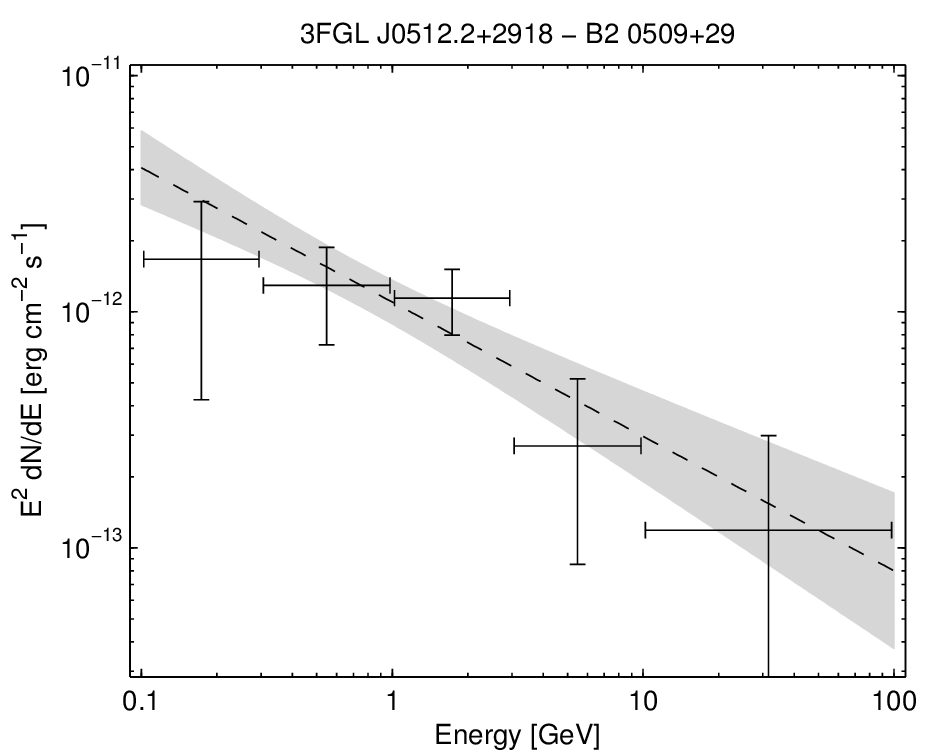 3FGL J0512.2+2918 − B2 0509+29
10⁻¹¹
10⁻¹²
10⁻¹³
E² dN/dE [erg cm⁻² s⁻¹]
0.1 1 10 100
Energy [GeV]